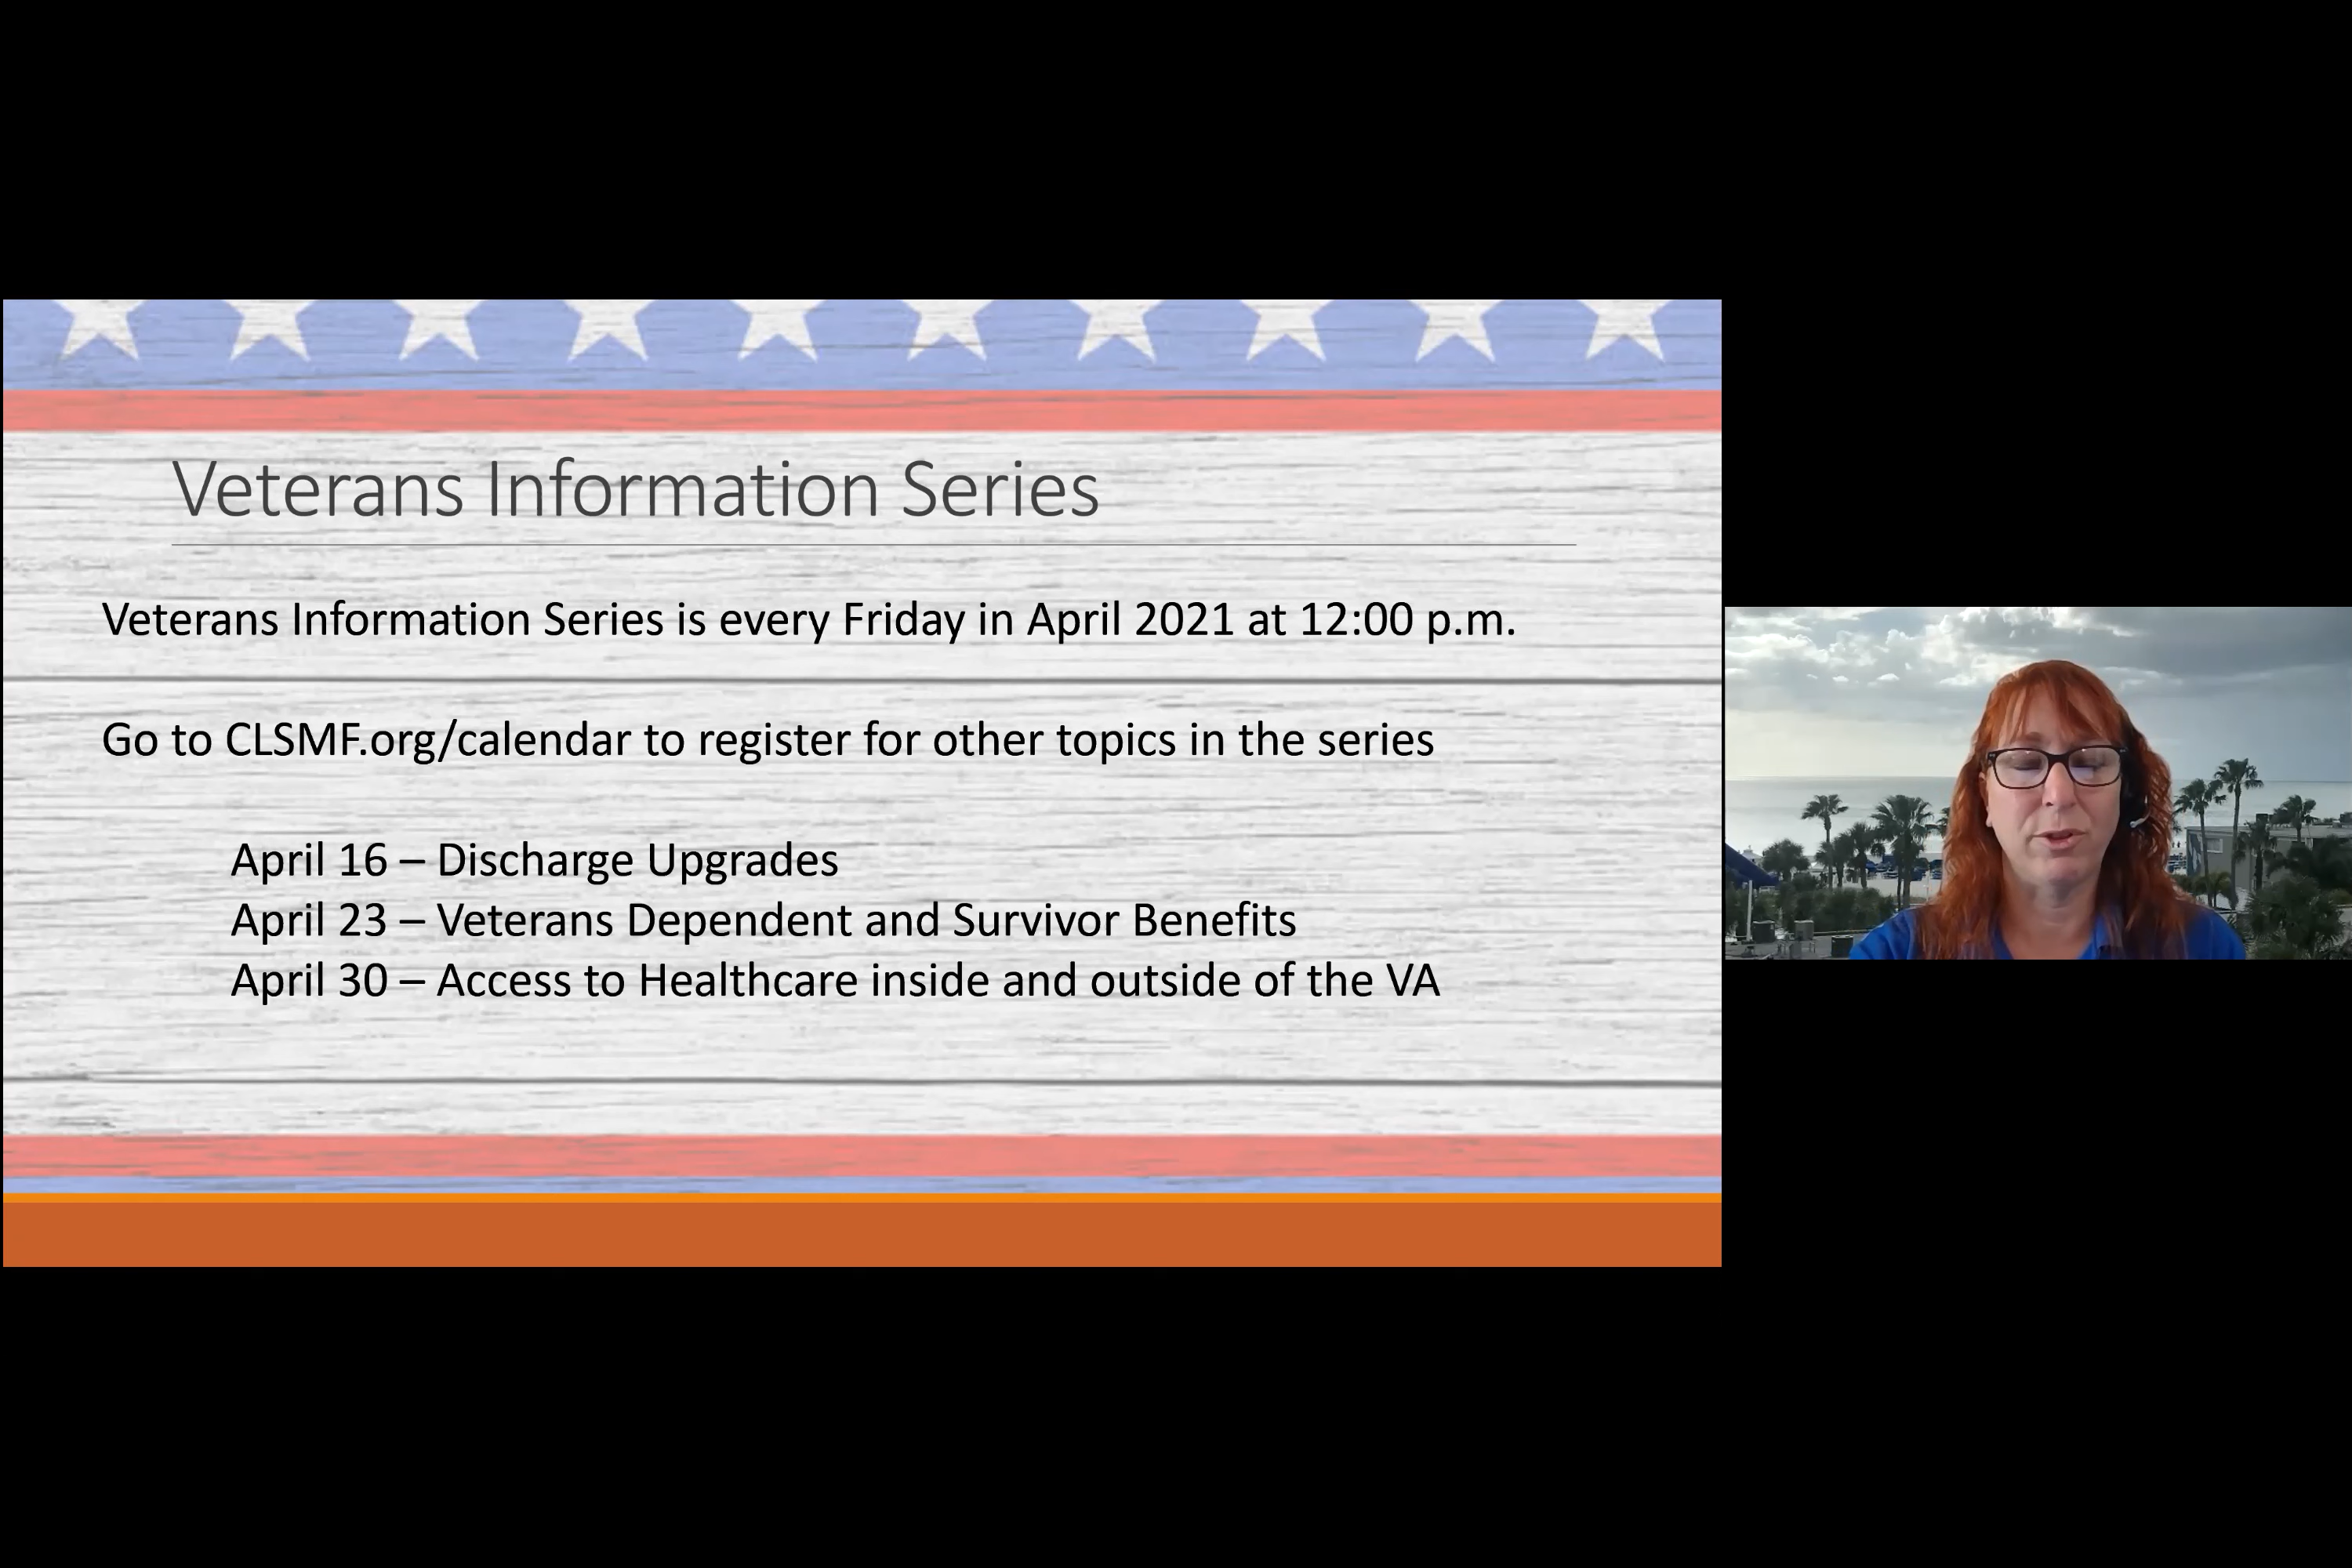 Veterans Information Series
Veterans Information Series is every Friday in April 2021 at 12:00 p.m.
Go to CLSMF.org/calendar to register for other topics in the series
April 16 – Discharge Upgrades
April 23 – Veterans Dependent and Survivor Benefits
April 30 – Access to Healthcare inside and outside of the VA